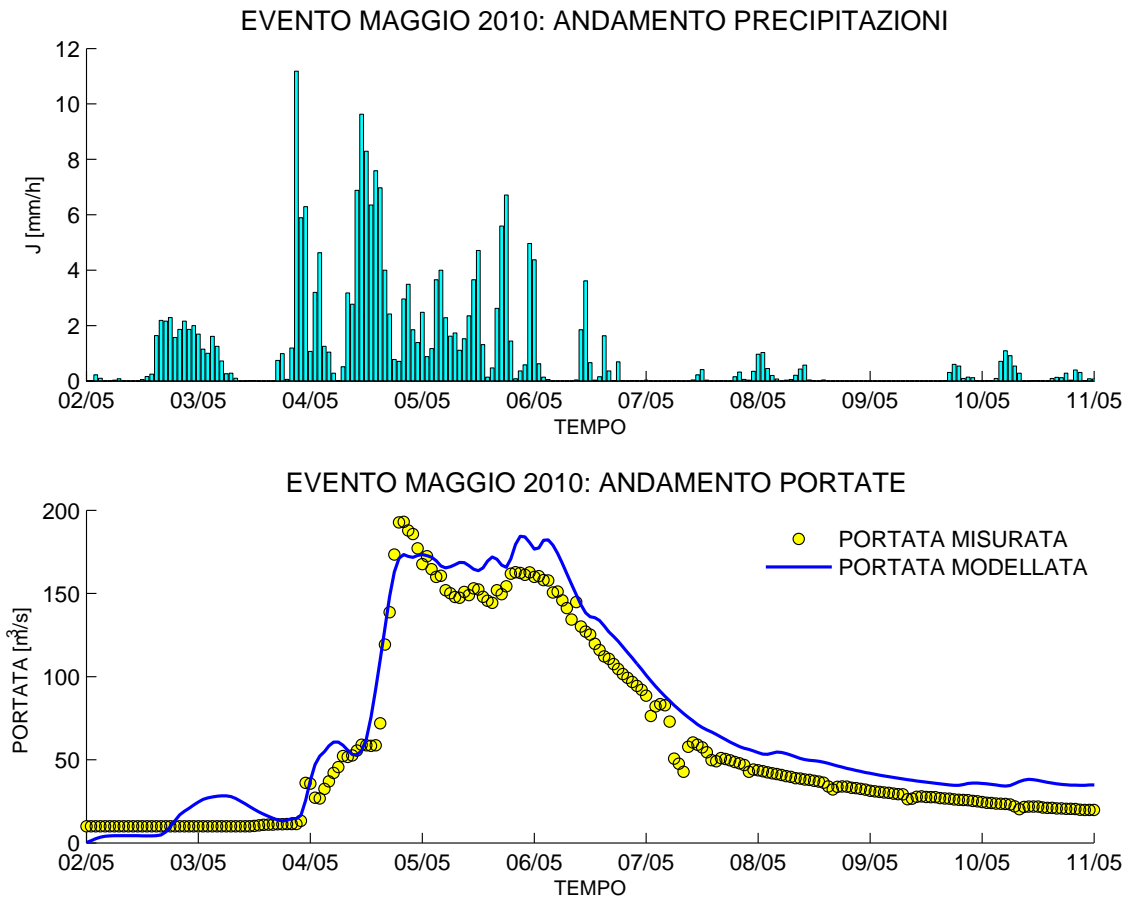 EVENTO MAGGIO 2010: ANDAMENTO PRECIPITAZIONI
12
10
8
6
4
2
0
J [mm/h]
02/05 03/05 04/05 05/05 06/05 07/05 08/05 09/05 10/05 11/05
TEMPO
EVENTO MAGGIO 2010: ANDAMENTO PORTATE
200
150
100
50
0
PORTATA [m³/s]
PORTATA MISURATA
PORTATA MODELLATA
02/05 03/05 04/05 05/05 06/05 07/05 08/05 09/05 10/05 11/05
TEMPO